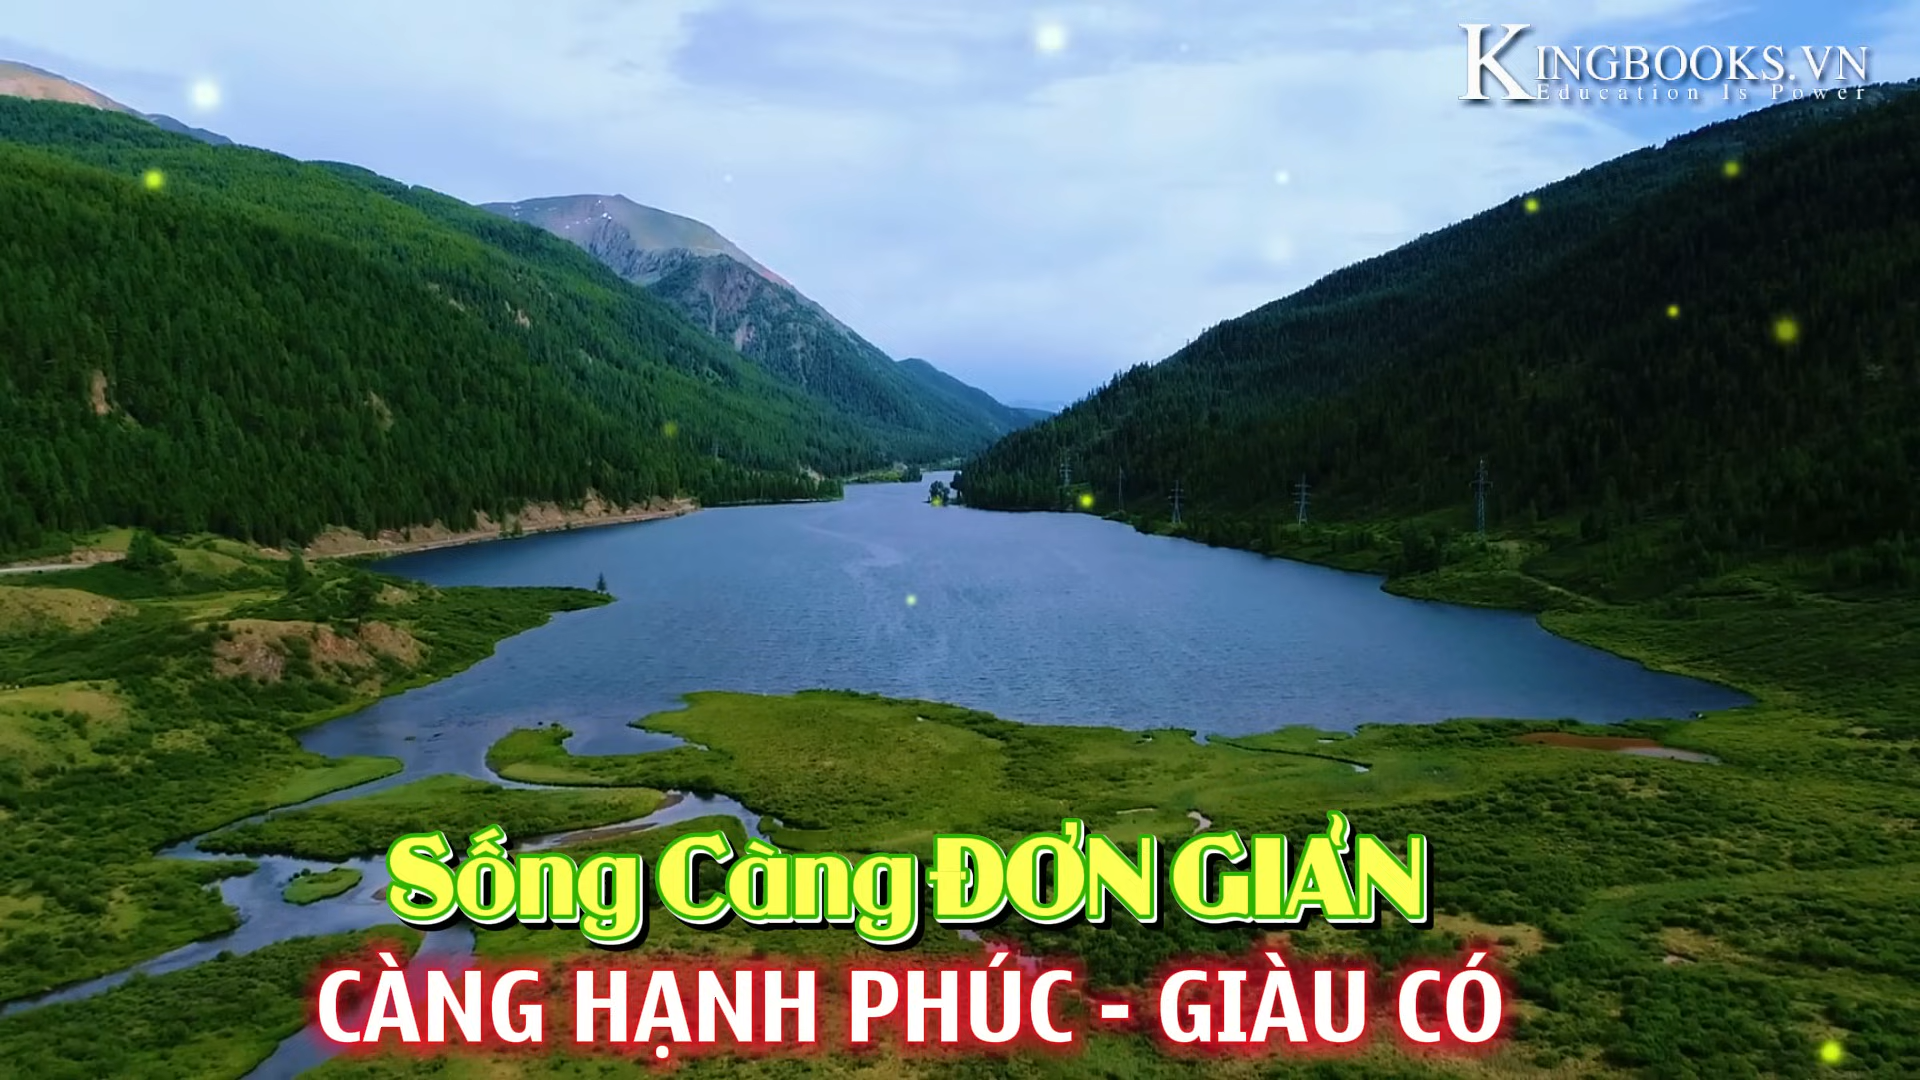 KINGBOOKS.VN
Education Is Power
Sống Càng ĐƠN GIẢN
CÀNG HẠNH PHÚC - GIÀU CÓ